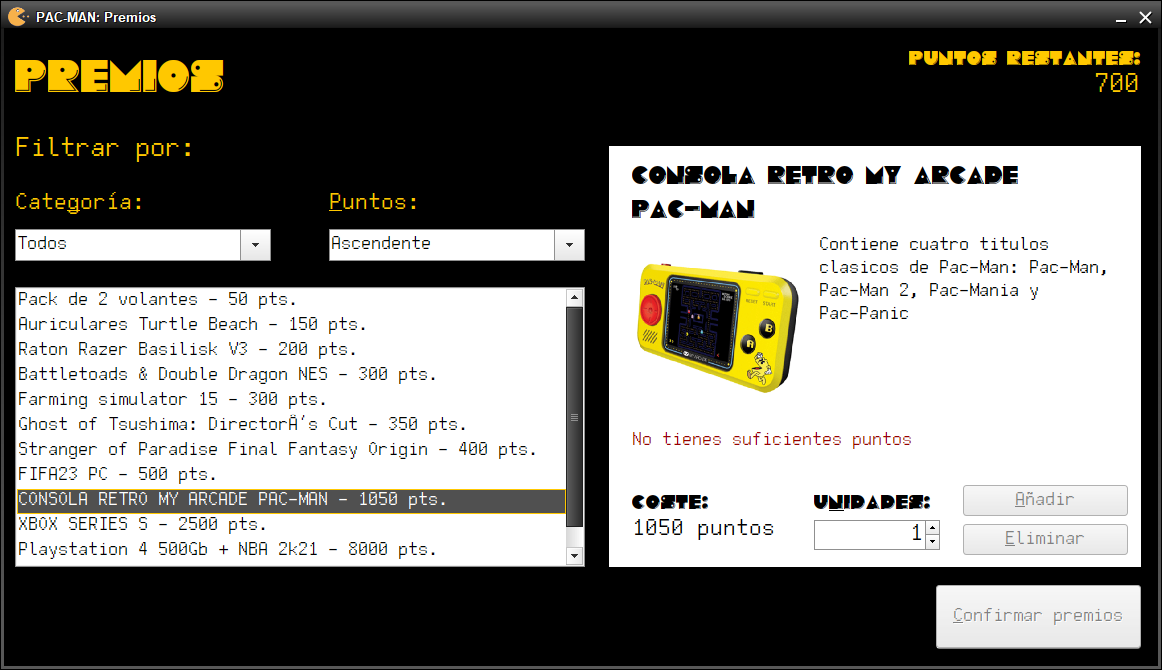 PAC-MAN: Premios
PREMIOS
PUNTOS RESTANTES:
700
Filtrar por:
Categoría:
Puntos:
Todos
Ascendente
Pack de 2 volantes - 50 pts.
Auriculares Turtle Beach - 150 pts.
Raton Razer Basilisk V3 - 200 pts.
Battletoads & Double Dragon NES - 300 pts.
Farming simulator 15 - 300 pts.
Ghost of Tsushima: DirectorÂ´s Cut - 350 pts.
Stranger of Paradise Final Fantasy Origin - 400 pts.
FIFA23 PC - 500 pts.
CONSOLA RETRO MY ARCADE PAC-MAN - 1050 pts.
XBOX SERIES S - 2500 pts.
Playstation 4 500Gb + NBA 2k21 - 8000 pts.
CONSOLA RETRO MY ARCADE
PAC-MAN
Contiene cuatro titulos
clasicos de Pac-Man: Pac-Man,
Pac-Man 2, Pac-Mania y
Pac-Panic
B
A
No tienes suficientes puntos
COSTE:
1050 puntos
UNIDADES:
1
Añadir
Eliminar
Confirmar premios